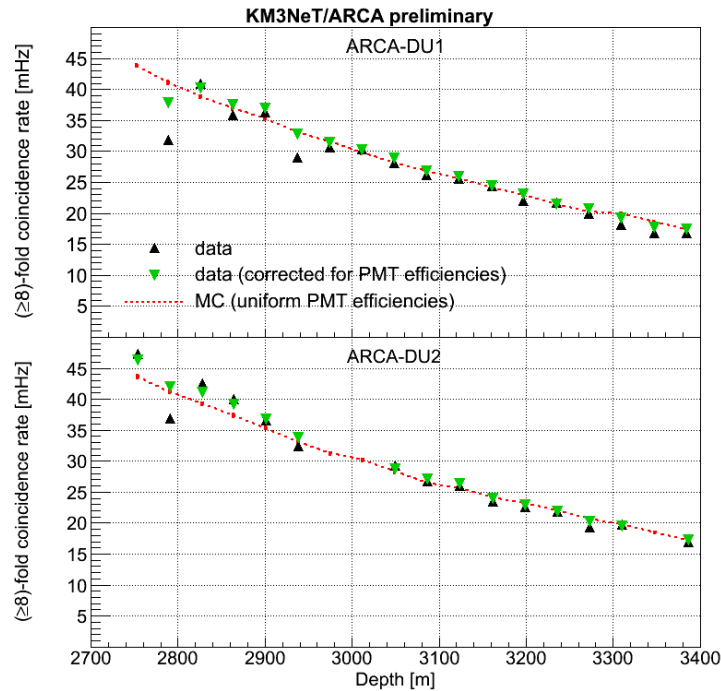 KM3NeT/ARCA preliminary
ARCA-DU1
(≥8)-fold coincidence rate [mHz]
45
40
35
30
25
20
15
10
5
data
data (corrected for PMT efficiencies)
MC (uniform PMT efficiencies)
ARCA-DU2
(≥8)-fold coincidence rate [mHz]
45
40
35
30
25
20
15
10
5
2700 2800 2900 3000 3100 3200 3300 3400
Depth [m]